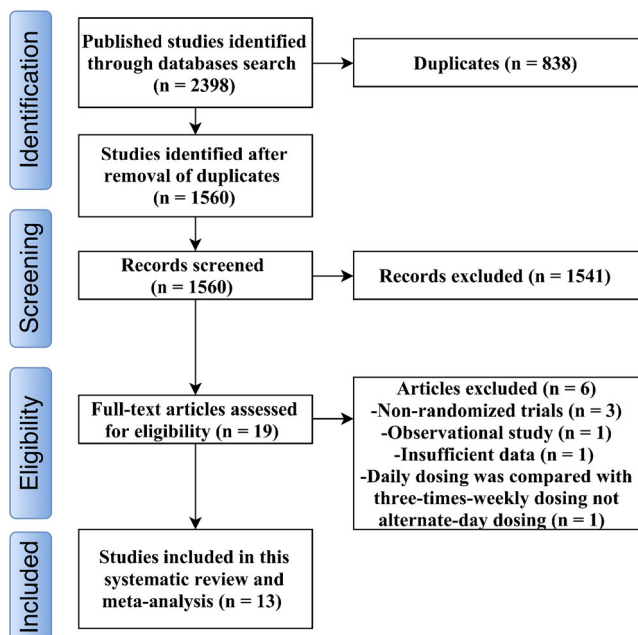 Identification
Published studies identified
through databases search
(n = 2398)
Duplicates (n = 838)
Studies identified after
removal of duplicates
(n = 1560)
Screening
Records screened
(n = 1560)
Records excluded (n = 1541)
Eligibility
Full-text articles assessed
for eligibility (n = 19)
Articles excluded (n = 6)
-Non-randomized trials (n = 3)
-Observational study (n = 1)
-Insufficient data (n = 1)
-Daily dosing was compared with
three-times-weekly dosing not
alternate-day dosing (n = 1)
Included
Studies included in this
systematic review and
meta-analysis (n = 13)